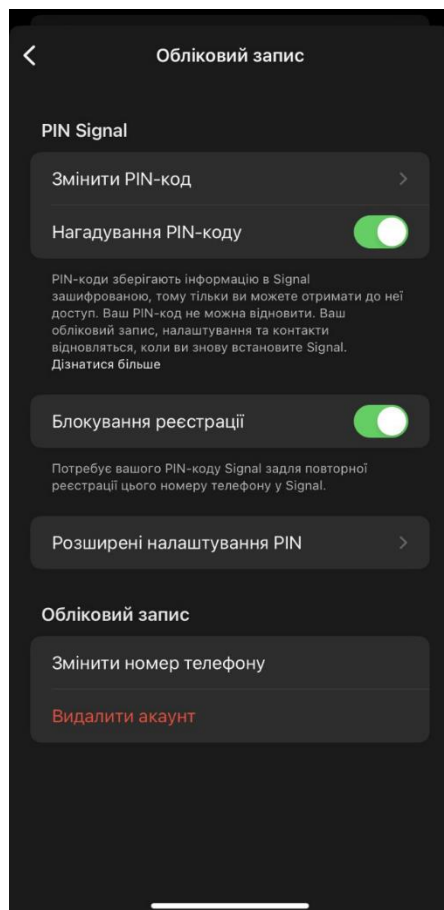 Обліковий запис
PIN Signal
Змінити PIN-код
Нагадування PIN-коду
PIN-коди зберігають інформацію в Signal
зашифрованою, тому тільки ви можете отримати до неї
доступ. Ваш PIN-код не можна відновити. Ваш
обліковий запис, налаштування та контакти
відновляться, коли ви знову встановите Signal.
Дізнатися більше
Блокування реєстрації
Потребує вашого PIN-коду Signal задля повторної
реєстрації цього номеру телефону у Signal.
Розширені налаштування PIN
Обліковий запис
Змінити номер телефону
Видалити акаунт